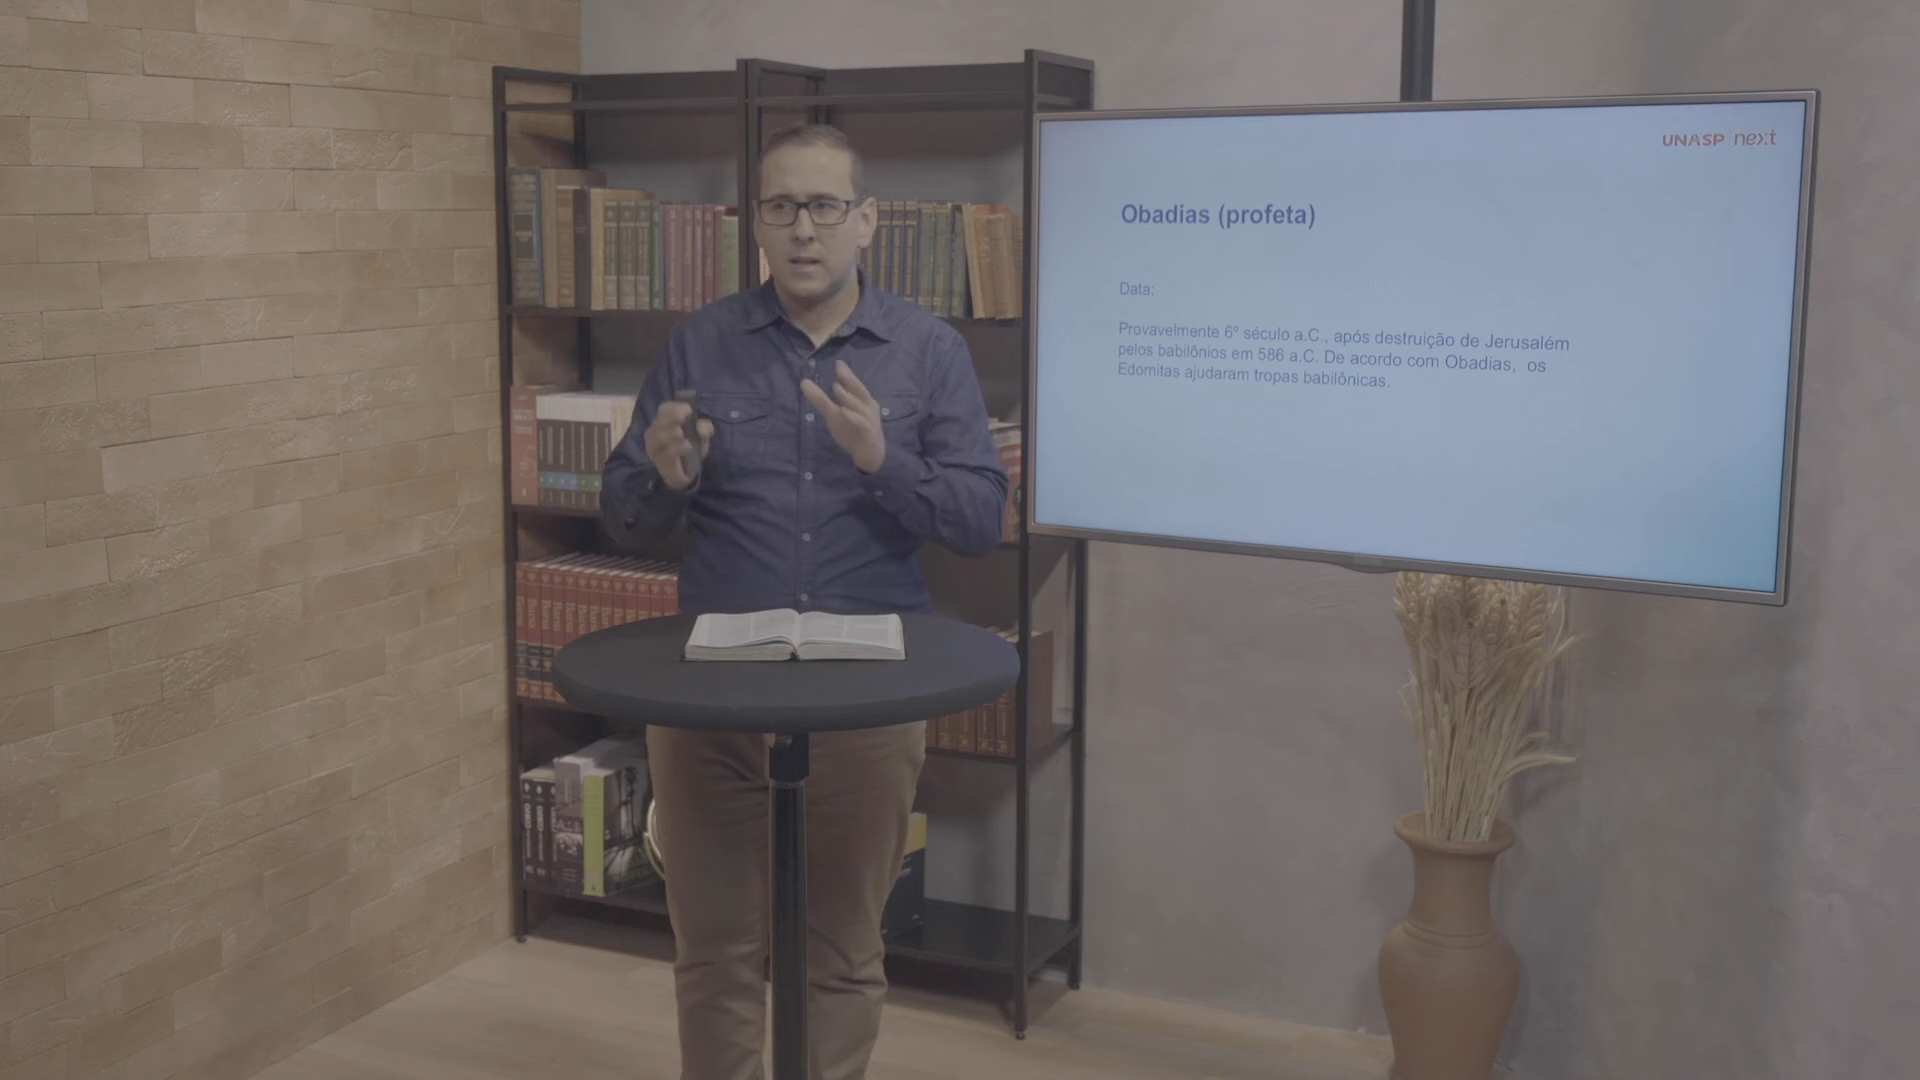 UNASP next
Obadias (profeta)
Data:
Provavelmente 6º século a.C., após destruição de Jerusalém
pelos babilônios em 586 a.C. De acordo com Obadias, os
Edomitas ajudaram tropas babilônicas.